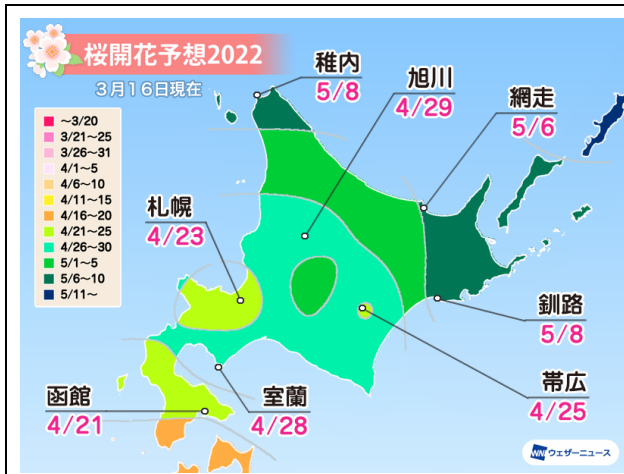 桜開花予想2022
3月16日現在
稚内
5/8
旭川
4/29
網走
5/6
～3/20
3/21～25
3/26～31
4/1～5
4/6～10
4/11～15
4/16～20
4/21～25
4/26～30
5/1～5
5/6～10
5/11～
札幌
4/23
釧路
5/8
帯広
4/25
函館
4/21
室蘭
4/28
WNI ウェザーニュース